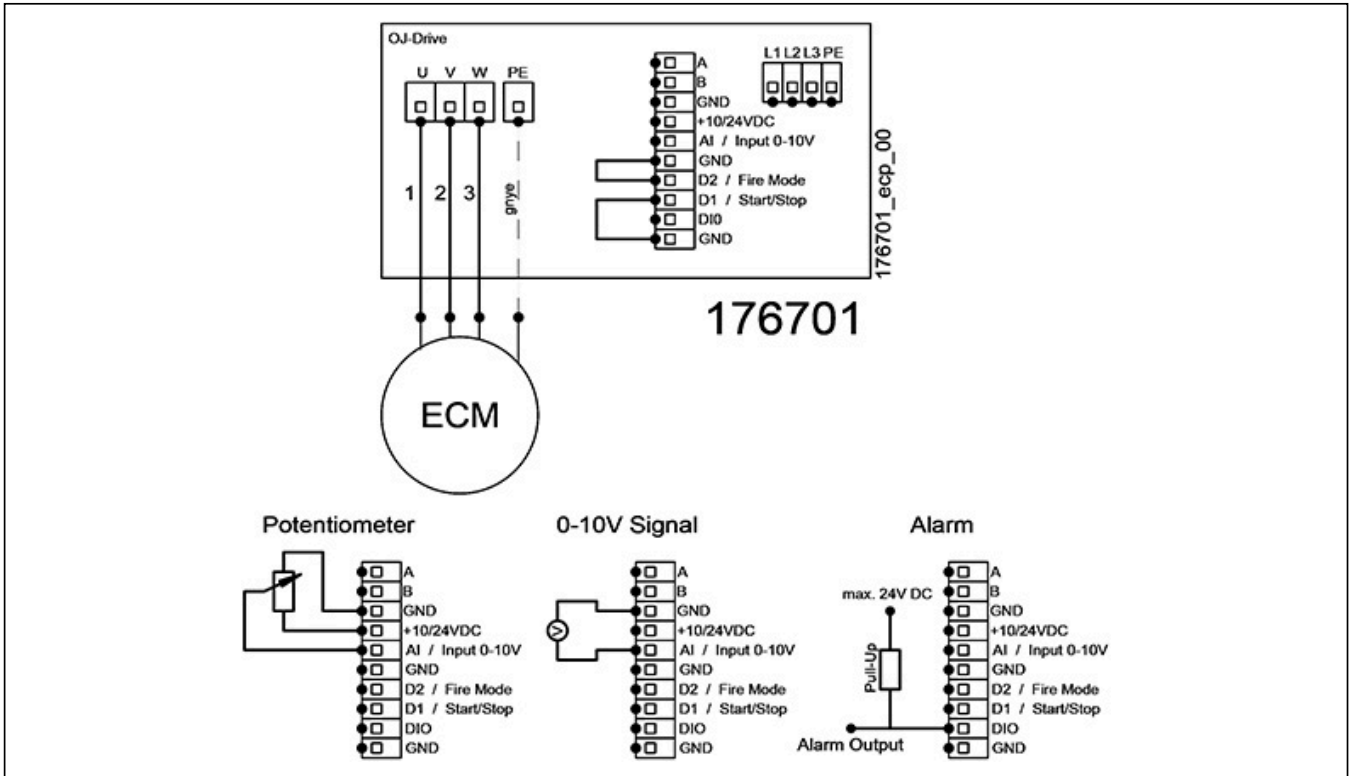 OJ-Drive
U V W PE
1 2 3 gnye
A
B
GND
+10/24VDC
AI / Input 0-10V
GND
D2 / Fire Mode
D1 / Start/Stop
DI0
GND
L1 L2 L3 PE
176701_ecp_00
176701
ECM
Potentiometer
A
B
GND
+10/24VDC
AI / Input 0-10V
GND
D2 / Fire Mode
D1 / Start/Stop
DIO
GND
0-10V Signal
V
A
B
GND
+10/24VDC
AI / Input 0-10V
GND
D2 / Fire Mode
D1 / Start/Stop
DIO
GND
Alarm
max. 24V DC
Pull-Up
Alarm Output
A
B
GND
+10/24VDC
AI / Input 0-10V
GND
D2 / Fire Mode
D1 / Start/Stop
DIO
GND